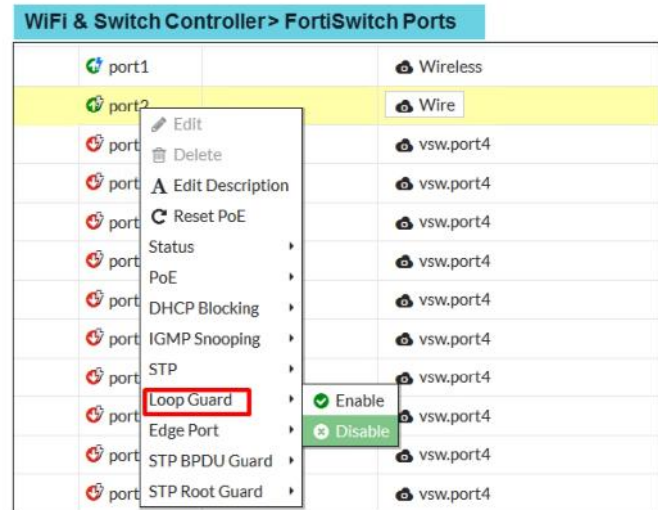 WiFi & Switch Controller> FortiSwitch Ports
port1 Wireless
port2 Wire
Edit
port vsw.port4
Delete
port A Edit Description vsw.port4
port Reset PoE vsw.port4
Status
port vsw.port4
PoE
port DHCP Blocking vsw.port4
port IGMP Snooping vsw.port4
port STP vsw.port4
Loop Guard Enable
port vsw.port4
Edge Port Disable
port STP BPDU Guard vsw.port4
port STP Root Guard vsw.port4